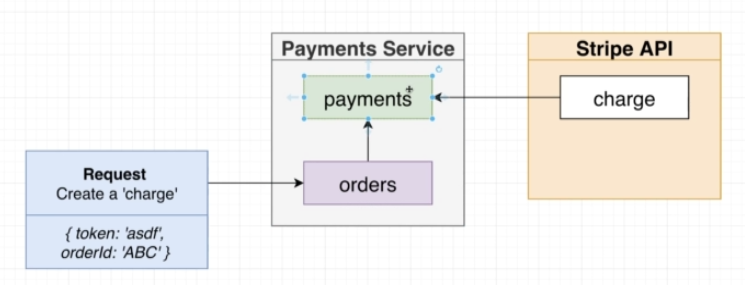 Payments Service
payments
orders
Stripe API
charge
Request
Create a 'charge'
{ token: 'asdf',
orderId: 'ABC' }